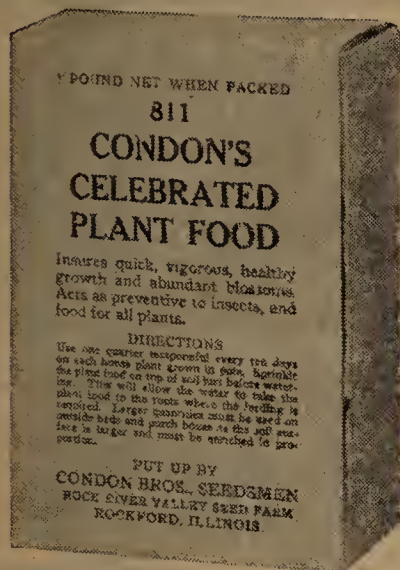 POUND NET WHEN PACKED
811
CONDON'S
CELEBRATED
PLANT FOOD
Insures quick, vigorous, healthy
growth and abundant blossoms.
Acts as preventive to insects, and
food for all plants.
DIRECTIONS
Use one quarter teaspoonful every ten days
on each house plant grown in pots. Sprinkle
the plant food on top of soil just before water-
ing. This will allow the water to take the
plant food to the roots where the feeding is
required. Larger quantities must be used on
outside beds and porch boxes as the soil sur-
face is larger and must be enriched in pro-
portion.
PUT UP BY
CONDON BROS., SEEDSMEN
ROCK RIVER VALLEY SEED FARM
ROCKFORD, ILLINOIS.